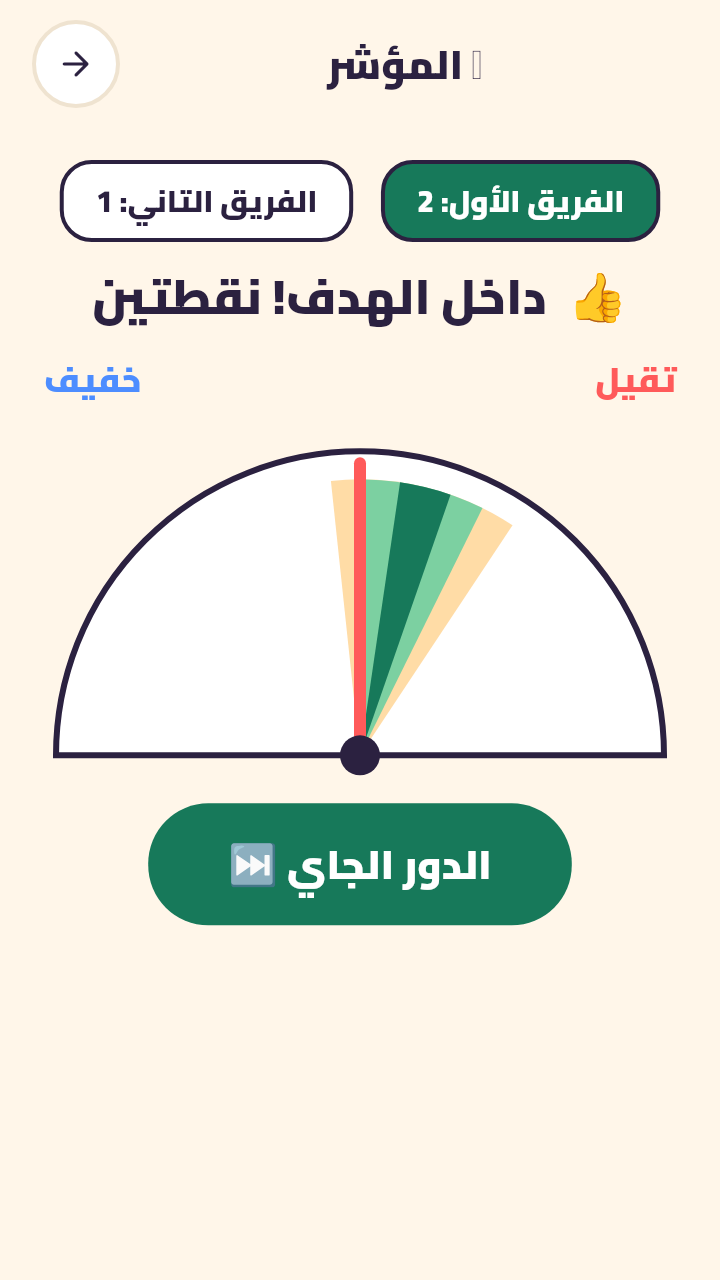 المؤشر
الفريق الأول: 2
الفريق التاني: 1
👍 داخل الهدف! نقطتين
تقيل
خفيف
الدور الجاي ⏭️